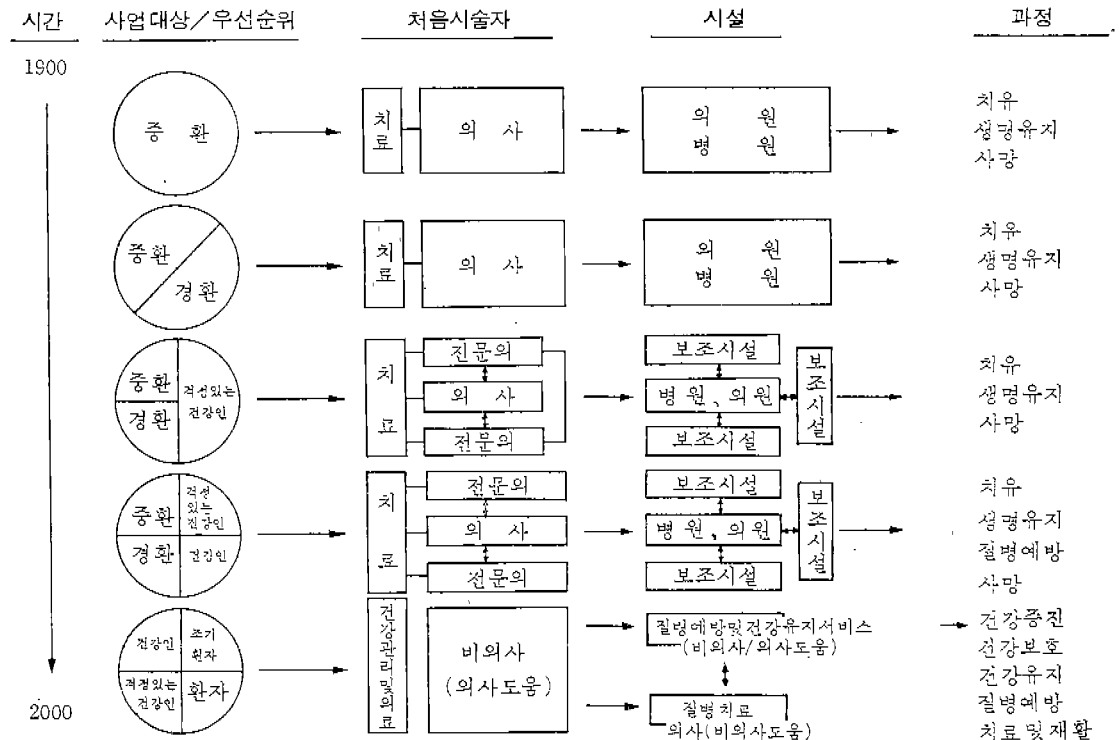 시간 사업대상/우선순위 처음시술자 시설 과정
1900
중 환
치료
의 사
의 원
병 원
치유
생명유지
사망
중환
경환
치료
의 사
의 원
병 원
치유
생명유지
사망
중환
경환
걱정있는
건강인
치료
전문의
의 사
전문의
보조시설
병원、의원
보조시설
보조시설
치유
생명유지
사망
중환
걱정
있는
건강인
경환
건강인
치료
전문의
의 사
전문의
보조시설
병원、의원
보조시설
보조시설
치유
생명유지
질병예방
사망
건강인
조기
환자
걱정있는
건강인
환자
건강관리및의료
비의사
(의사도움)
질병예방및건강유지서비스
(비의사/의사도움)
질병치료
의사(비의사도움)
건강증진
건강보호
건강유지
질병예방
치료및재활
2000